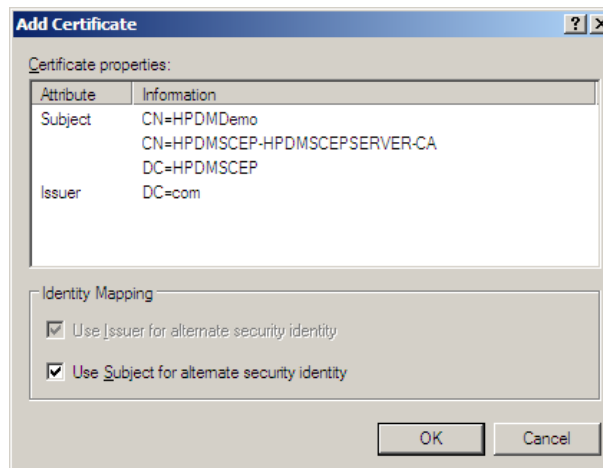 Add Certificate
Certificate properties:
Attribute Information
Subject CN=HPDMDemo
CN=HPDMSCEP-HPDMSCEPSERVER-CA
DC=HPDMSCEP
Issuer DC=com
Identity Mapping
Use Issuer for alternate security identity
Use Subject for alternate security identity
OK Cancel